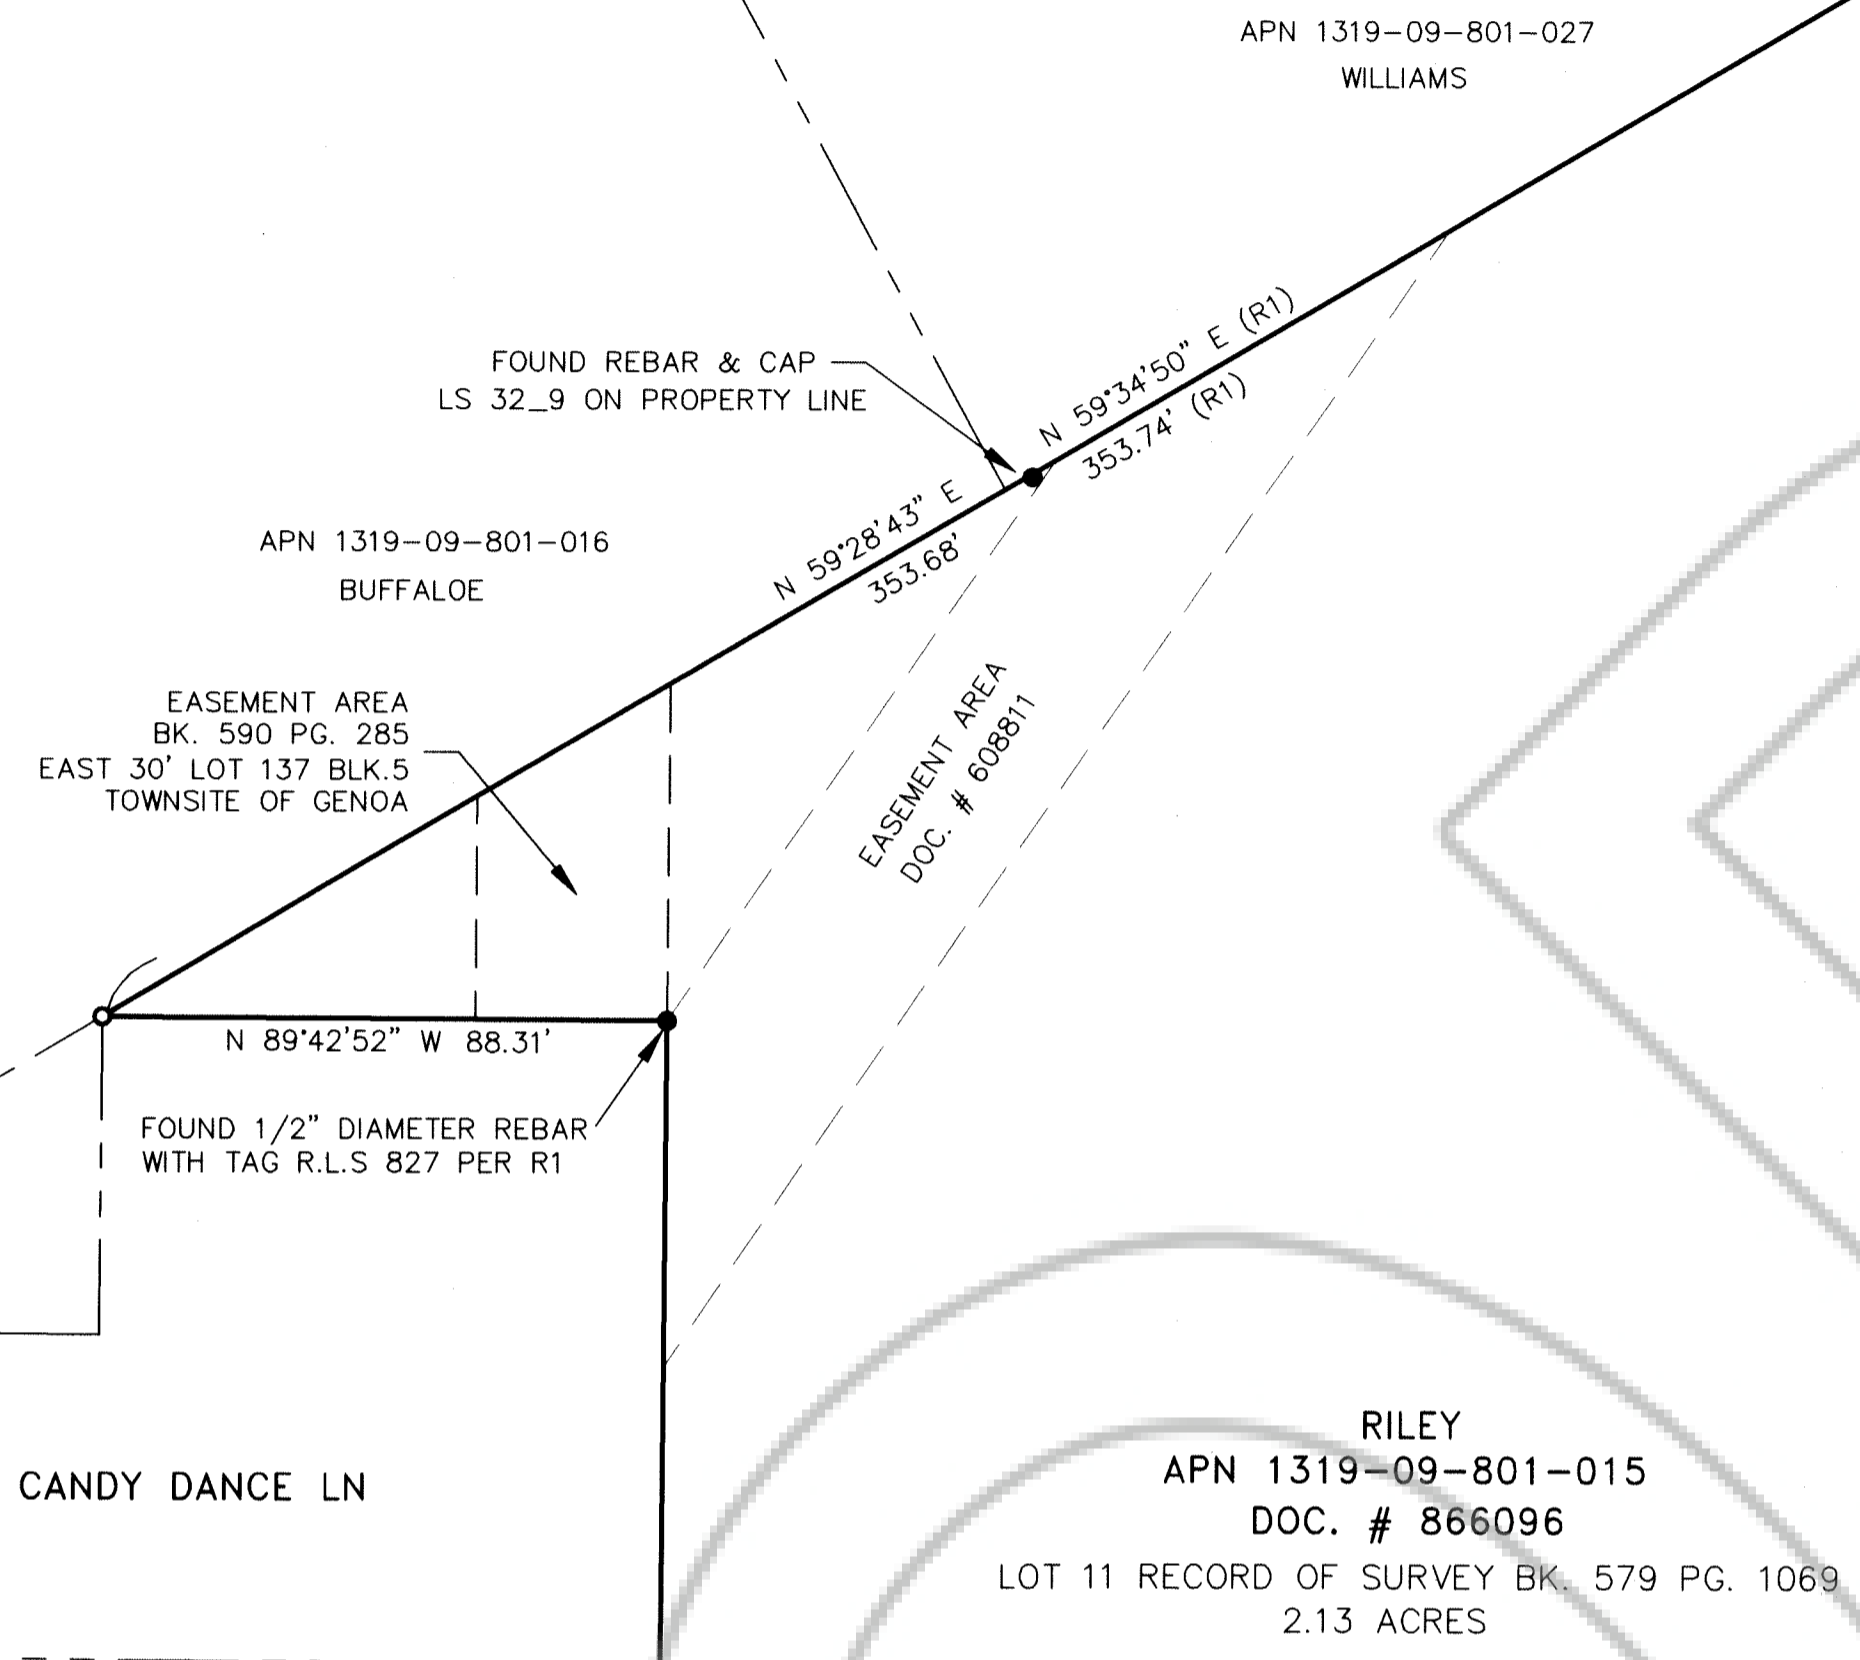 APN 1319-09-801-027
WILLIAMS
FOUND REBAR & CAP
LS 32_9 ON PROPERTY LINE
N 59°34'50" E (R1)
353.74' (R1)
N 59°28'43" E
353.68'
APN 1319-09-801-016
BUFFALOE
EASEMENT AREA
BK. 590 PG. 285
EAST 30' LOT 137 BLK.5
TOWNSITE OF GENOA
EASEMENT AREA
DOC. # 608811
N 89°42'52" W 88.31'
FOUND 1/2" DIAMETER REBAR
WITH TAG R.L.S 827 PER R1
CANDY DANCE LN
RILEY
APN 1319-09-801-015
DOC. # 866096
LOT 11 RECORD OF SURVEY BK. 579 PG. 1069
2.13 ACRES